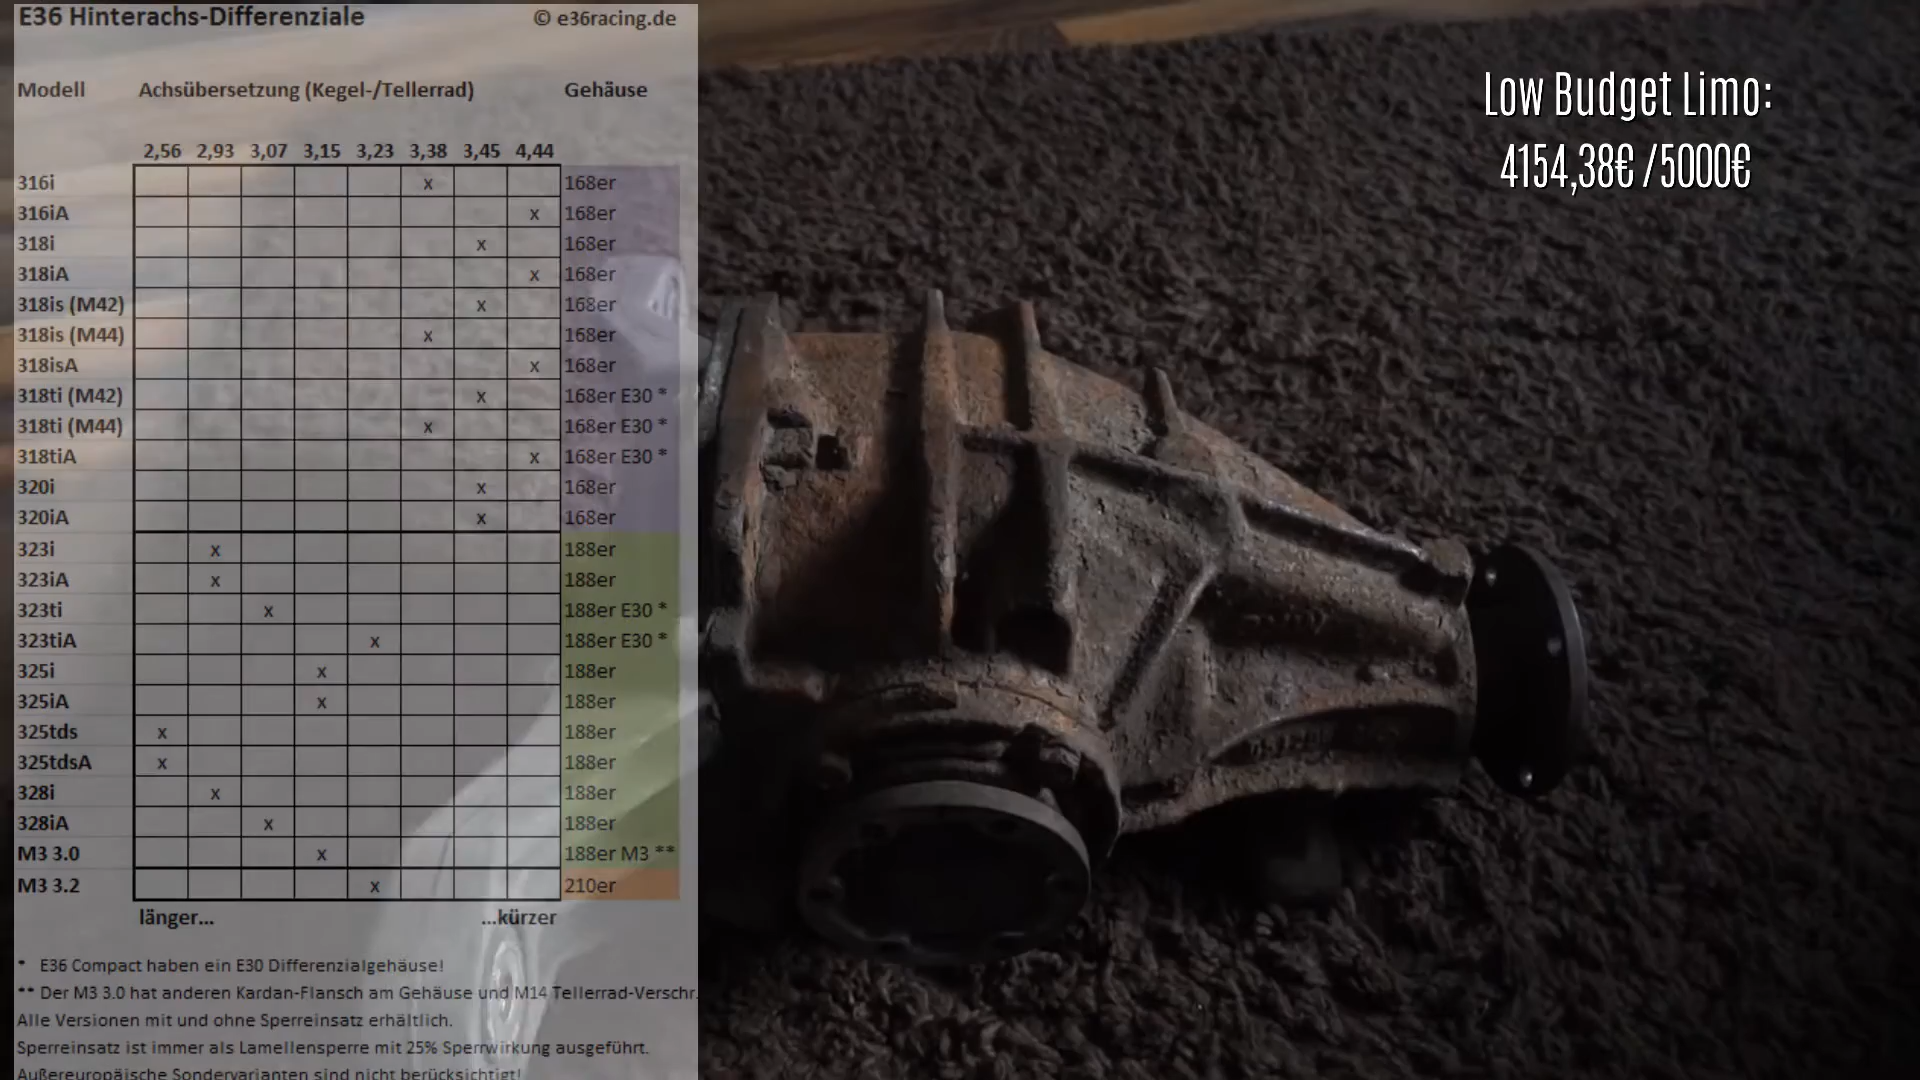 E36 Hinterachs-Differenziale © e36racing.de
Modell Achsübersetzung (Kegel-/Tellerrad) Gehäuse
2,56 2,93 3,07 3,15 3,23 3,38 3,45 4,44
316i x 168er
316iA x 168er
318i x 168er
318iA x 168er
318is (M42) x 168er
318is (M44) x 168er
318isA x 168er
318ti (M42) x 168er E30 *
318ti (M44) x 168er E30 *
318tiA x 168er E30 *
320i x 168er
320iA x 168er
323i x 188er
323iA x 188er
323ti x 188er E30 *
323tiA x 188er E30 *
325i x 188er
325iA x 188er
325tds x 188er
325tdsA x 188er
328i x 188er
328iA x 188er
M3 3.0 x 188er M3 **
M3 3.2 x 210er
länger... ...kürzer
* E36 Compact haben ein E30 Differenzialgehäuse!
** Der M3 3.0 hat anderen Kardan-Flansch am Gehäuse und M14 Tellerrad-Verschr.
Alle Versionen mit und ohne Sperreinsatz erhältlich.
Sperreinsatz ist immer als Lamellensperre mit 25% Sperrwirkung ausgeführt.
Außereuropäische Sondervarianten sind nicht berücksichtigt!
Low Budget Limo:
4154,38€ /5000€